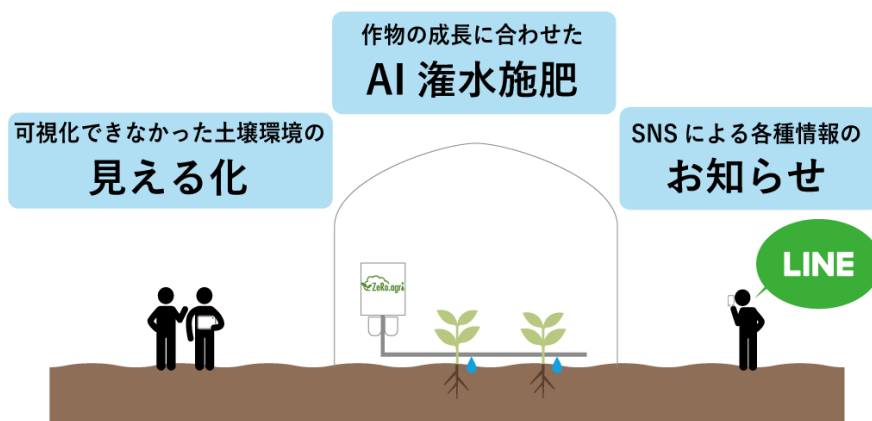 作物の成長に合わせた
AI 潅水施肥
可視化できなかった土壌環境の
見える化
SNS による各種情報の
お知らせ
LINE
ZeRo.agri